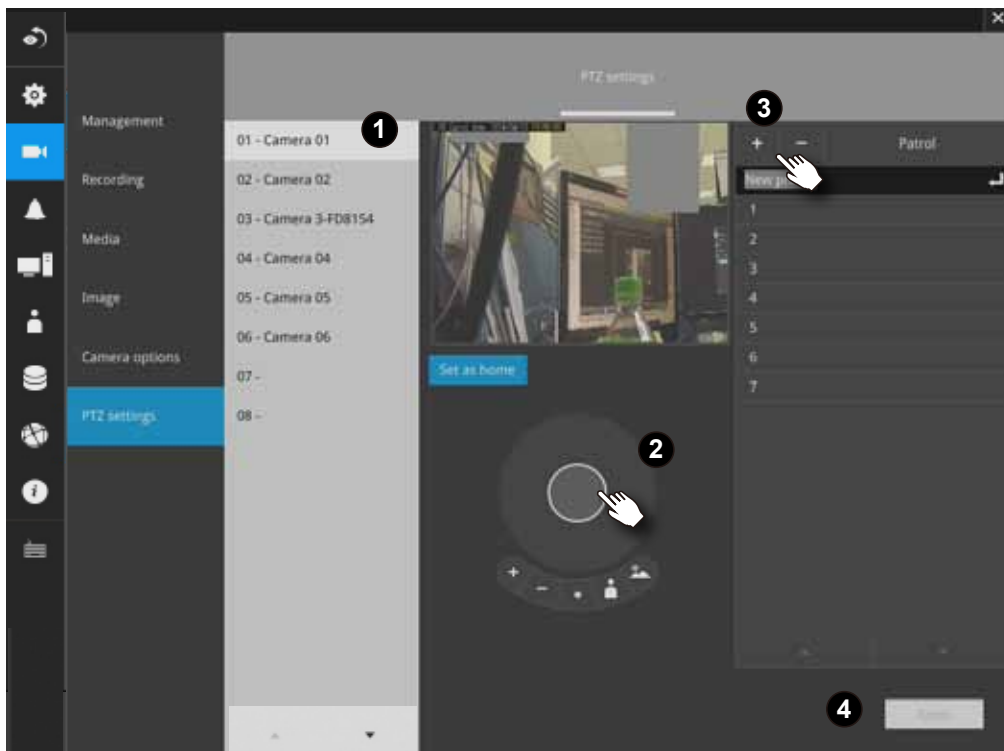 PTZ settings
Management
Recording
Media
Image
Camera options
PTZ settings
1
01 - Camera 01
02 - Camera 02
03 - Camera 3-FD8154
04 - Camera 04
05 - Camera 05
06 - Camera 06
07 -
08 -
Set as home
2
3
+ - Patrol
New
1
2
3
4
5
6
7
+ -
4